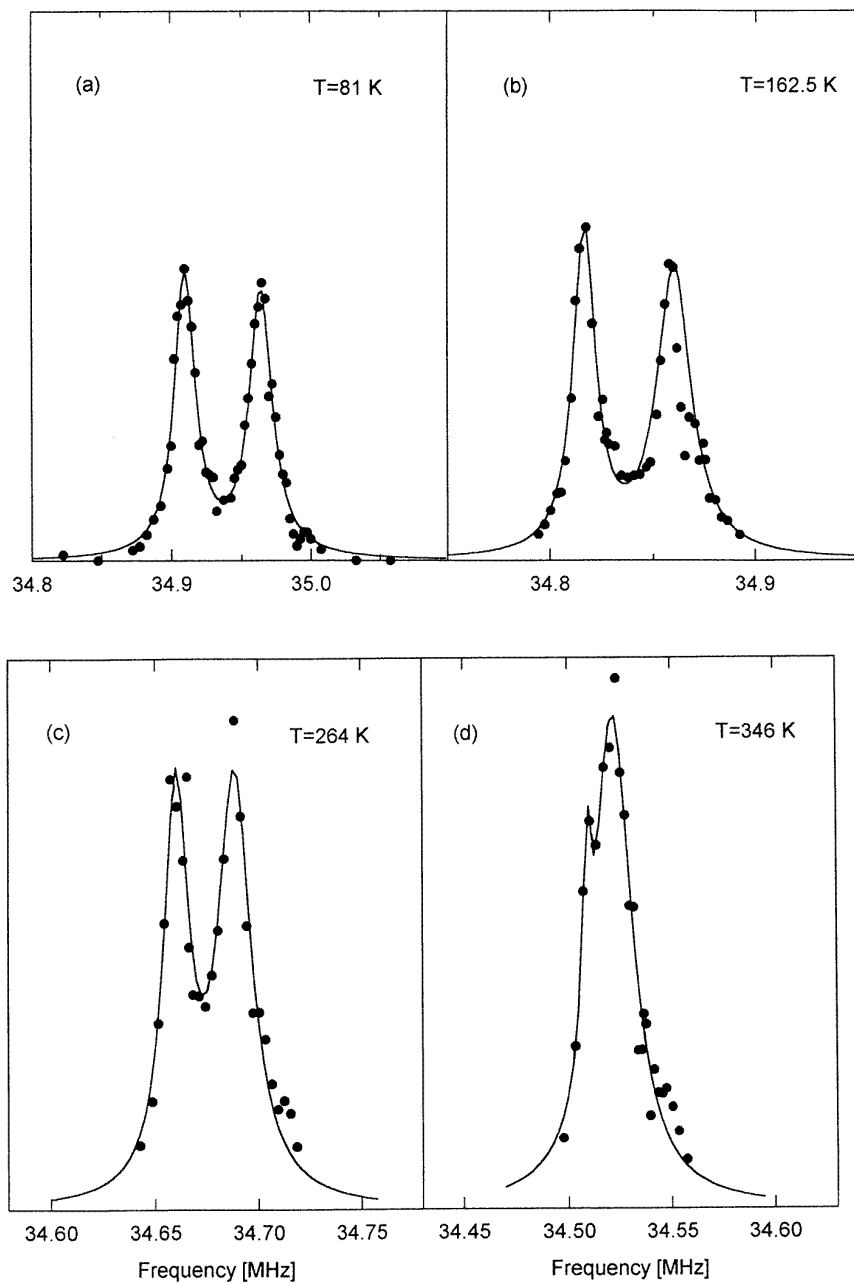 (a) T=81 K
(b) T=162.5 K
34.8 34.9 35.0
34.8 34.9
(c) T=264 K
(d) T=346 K
34.60 34.65 34.70 34.75
34.45 34.50 34.55 34.60
Frequency [MHz]
Frequency [MHz]